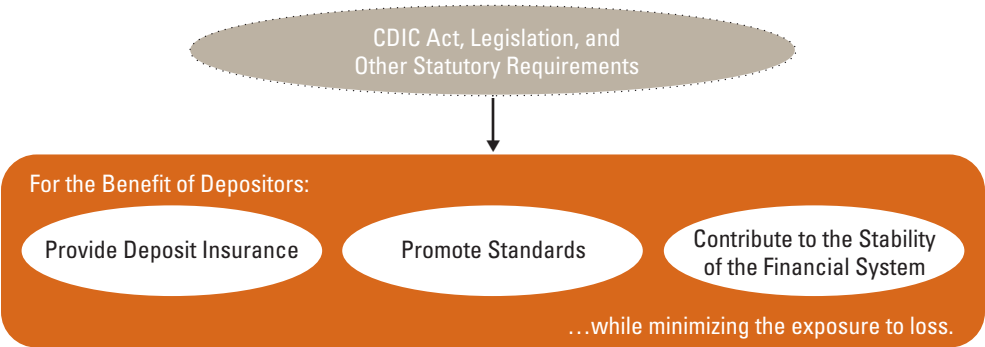 CDIC Act, Legislation, and
Other Statutory Requirements
For the Benefit of Depositors:
Provide Deposit Insurance
Promote Standards
Contribute to the Stability
of the Financial System
…while minimizing the exposure to loss.